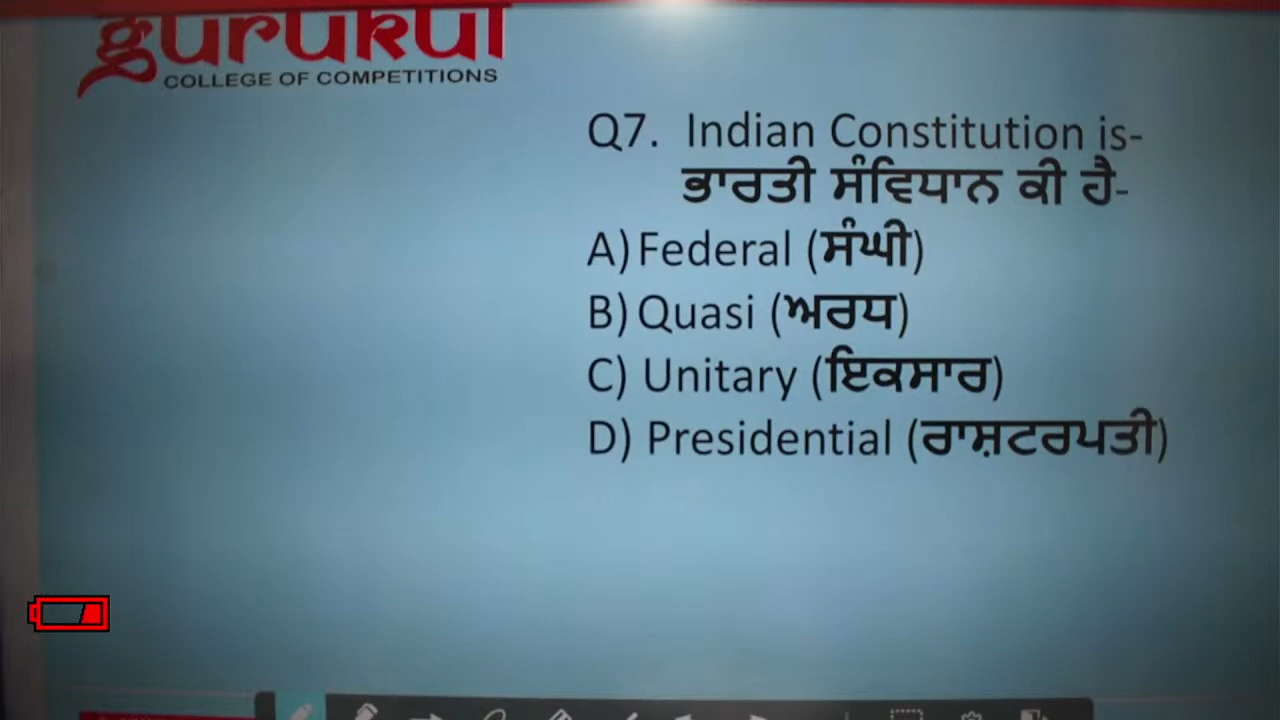 gurukul
COLLEGE OF COMPETITIONS
Q7. Indian Constitution is-
ਭਾਰਤੀ ਸੰਵਿਧਾਨ ਕੀ ਹੈ-
A) Federal (ਸੰਘੀ)
B) Quasi (ਅਰਧ)
C) Unitary (ਇਕਸਾਰ)
D) Presidential (ਰਾਸ਼ਟਰਪਤੀ)